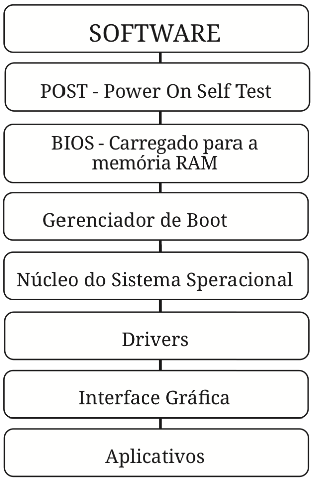 SOFTWARE
POST - Power On Self Test
BIOS - Carregado para a
memória RAM
Gerenciador de Boot
Núcleo do Sistema Speracional
Drivers
Interface Gráfica
Aplicativos